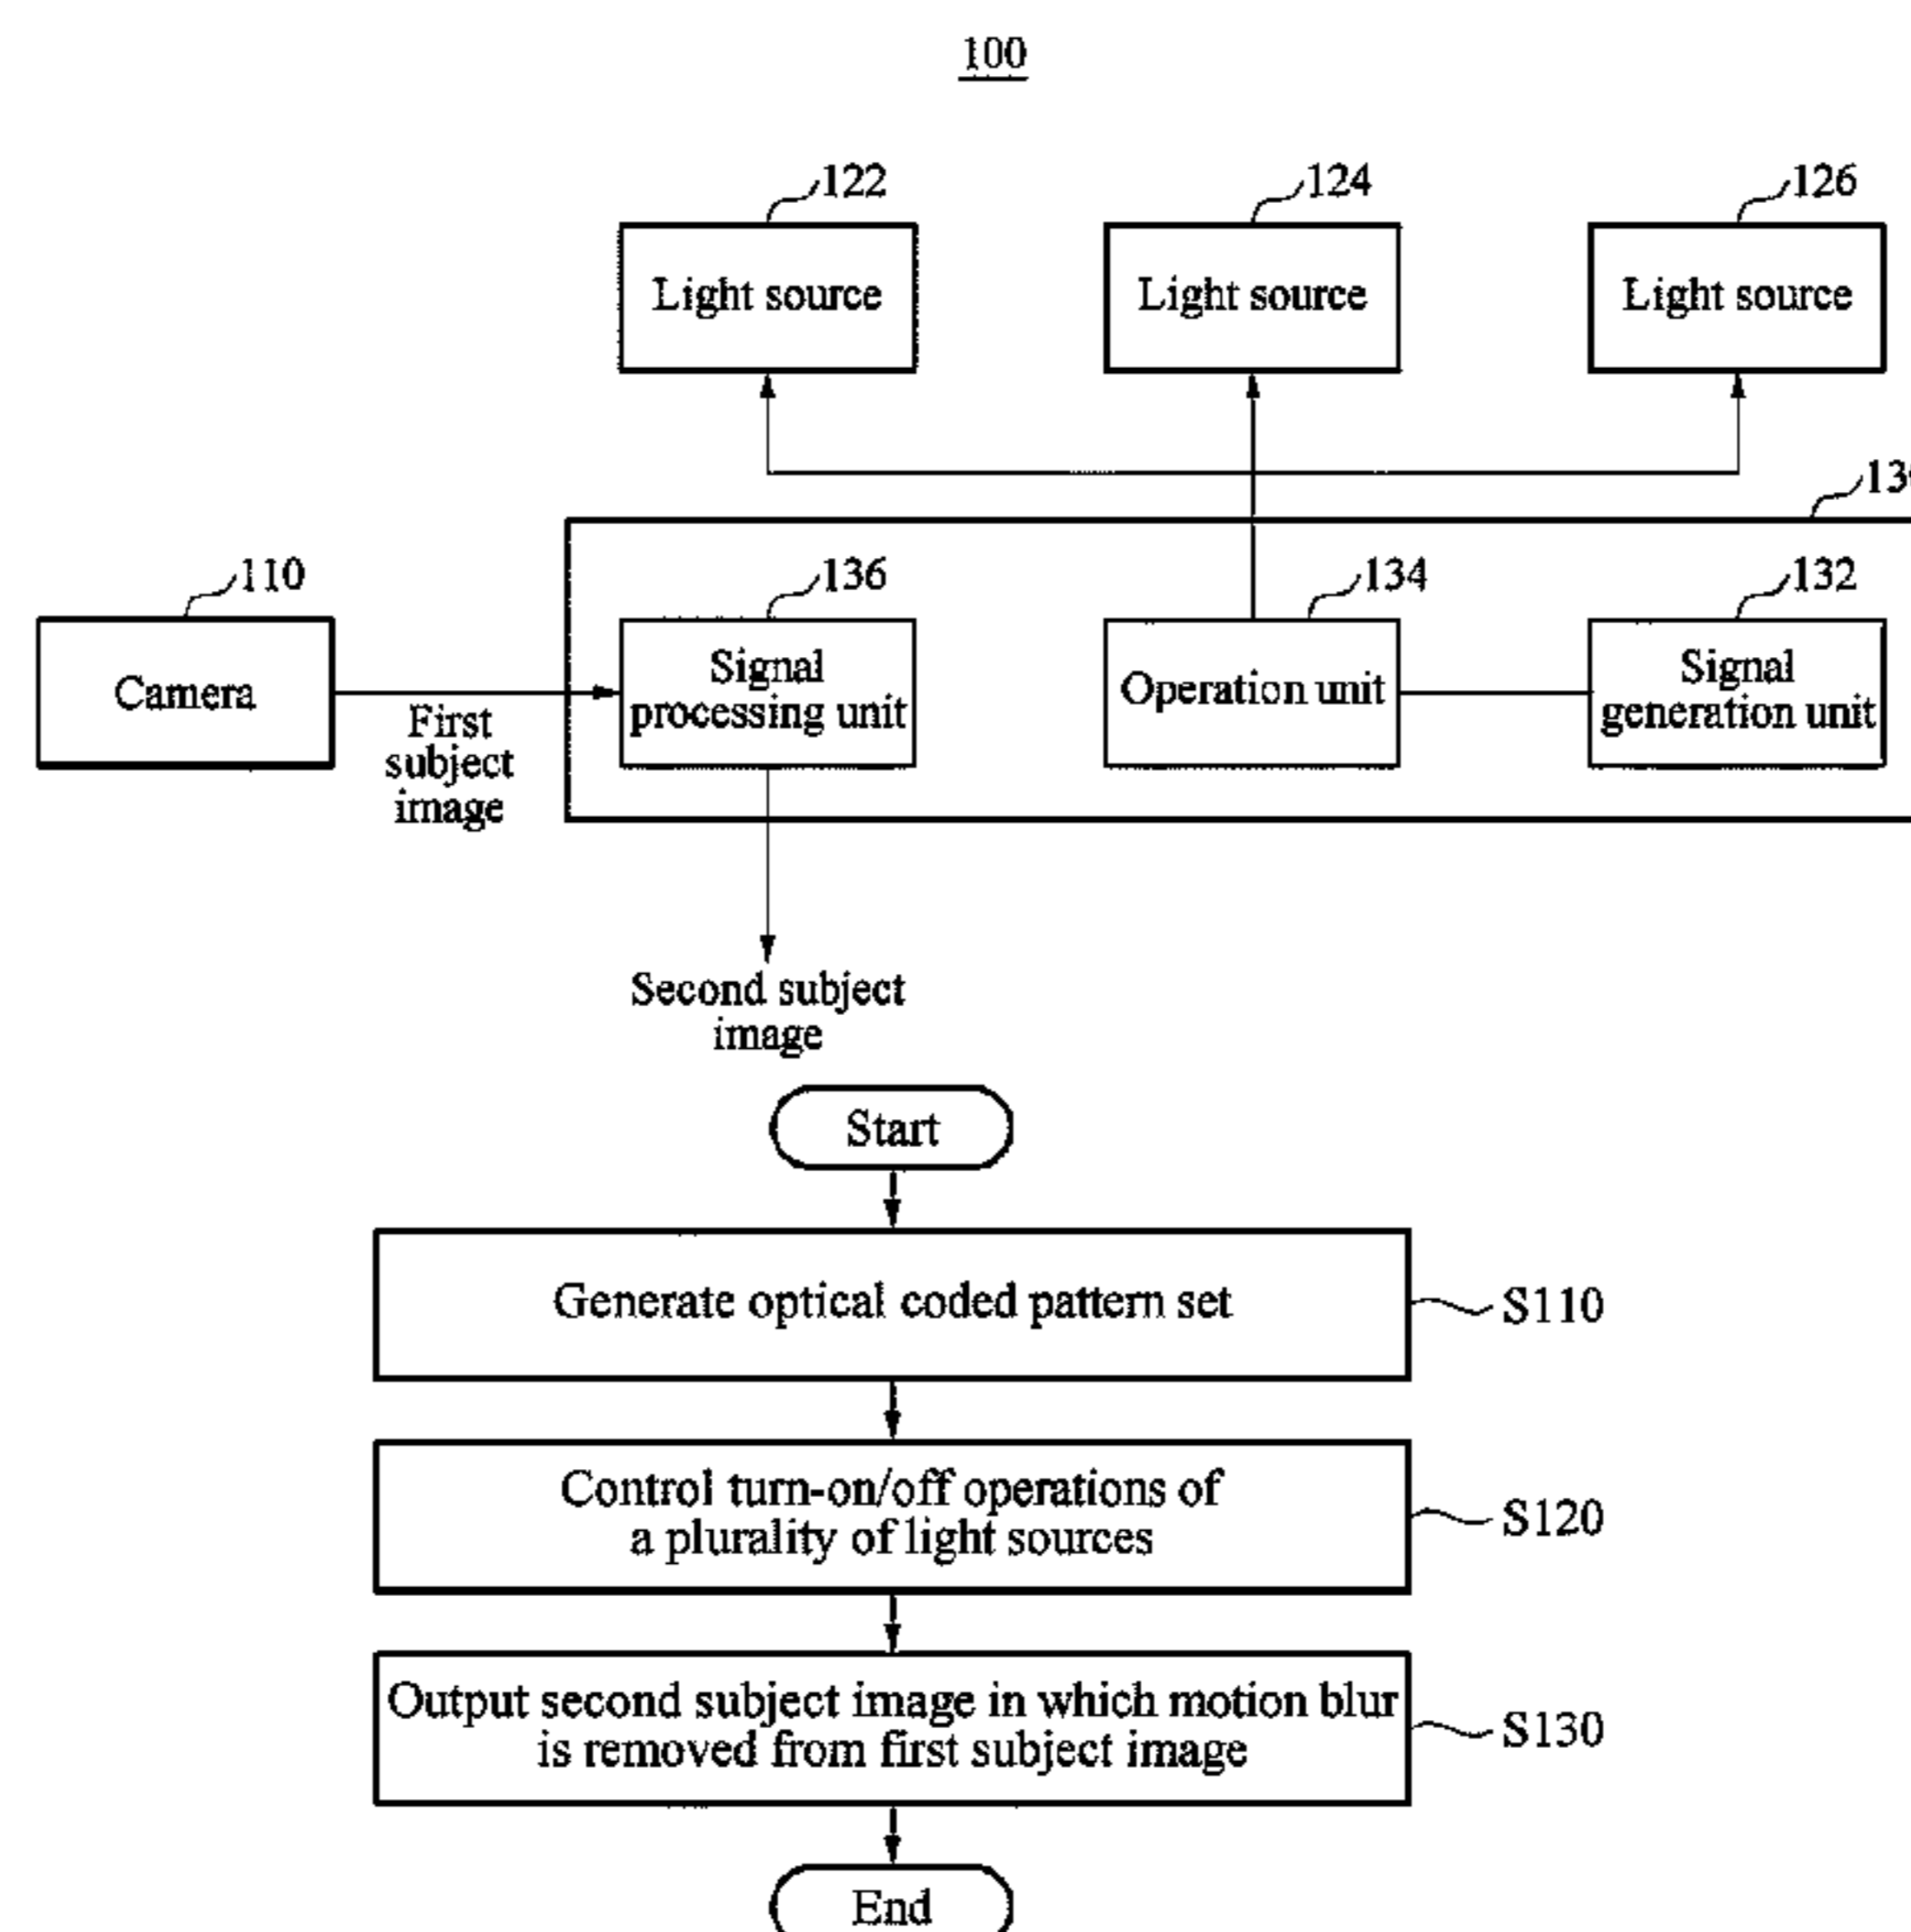 100
122
124
126
Light source
Light source
Light source
110
136
134
132
Camera
Signal
processing unit
Operation unit
Signal
generation unit
First
subject
image
Second subject
image
Start
Generate optical coded pattern set
S110
Control turn-on/off operations of
a plurality of light sources
S120
Output second subject image in which motion blur
is removed from first subject image
S130
End